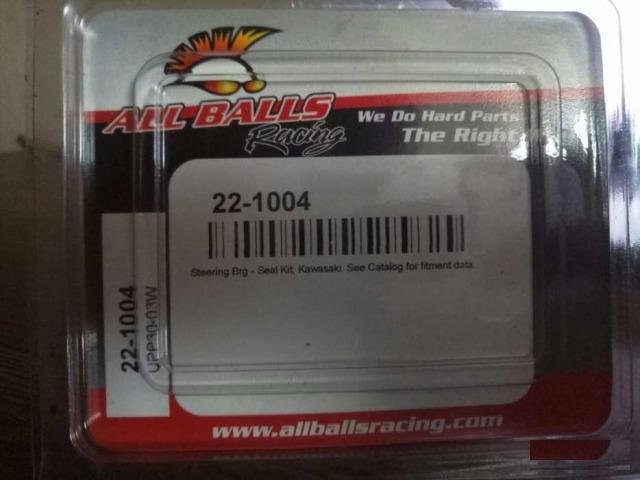 ALL BALLS
Racing
We Do Hard Parts
The Right
22-1004
Steering Brg - Seal Kit, Kawasaki. See Catalog for fitment data.
22-1004
UPP30-03W
www.allballsracing.com